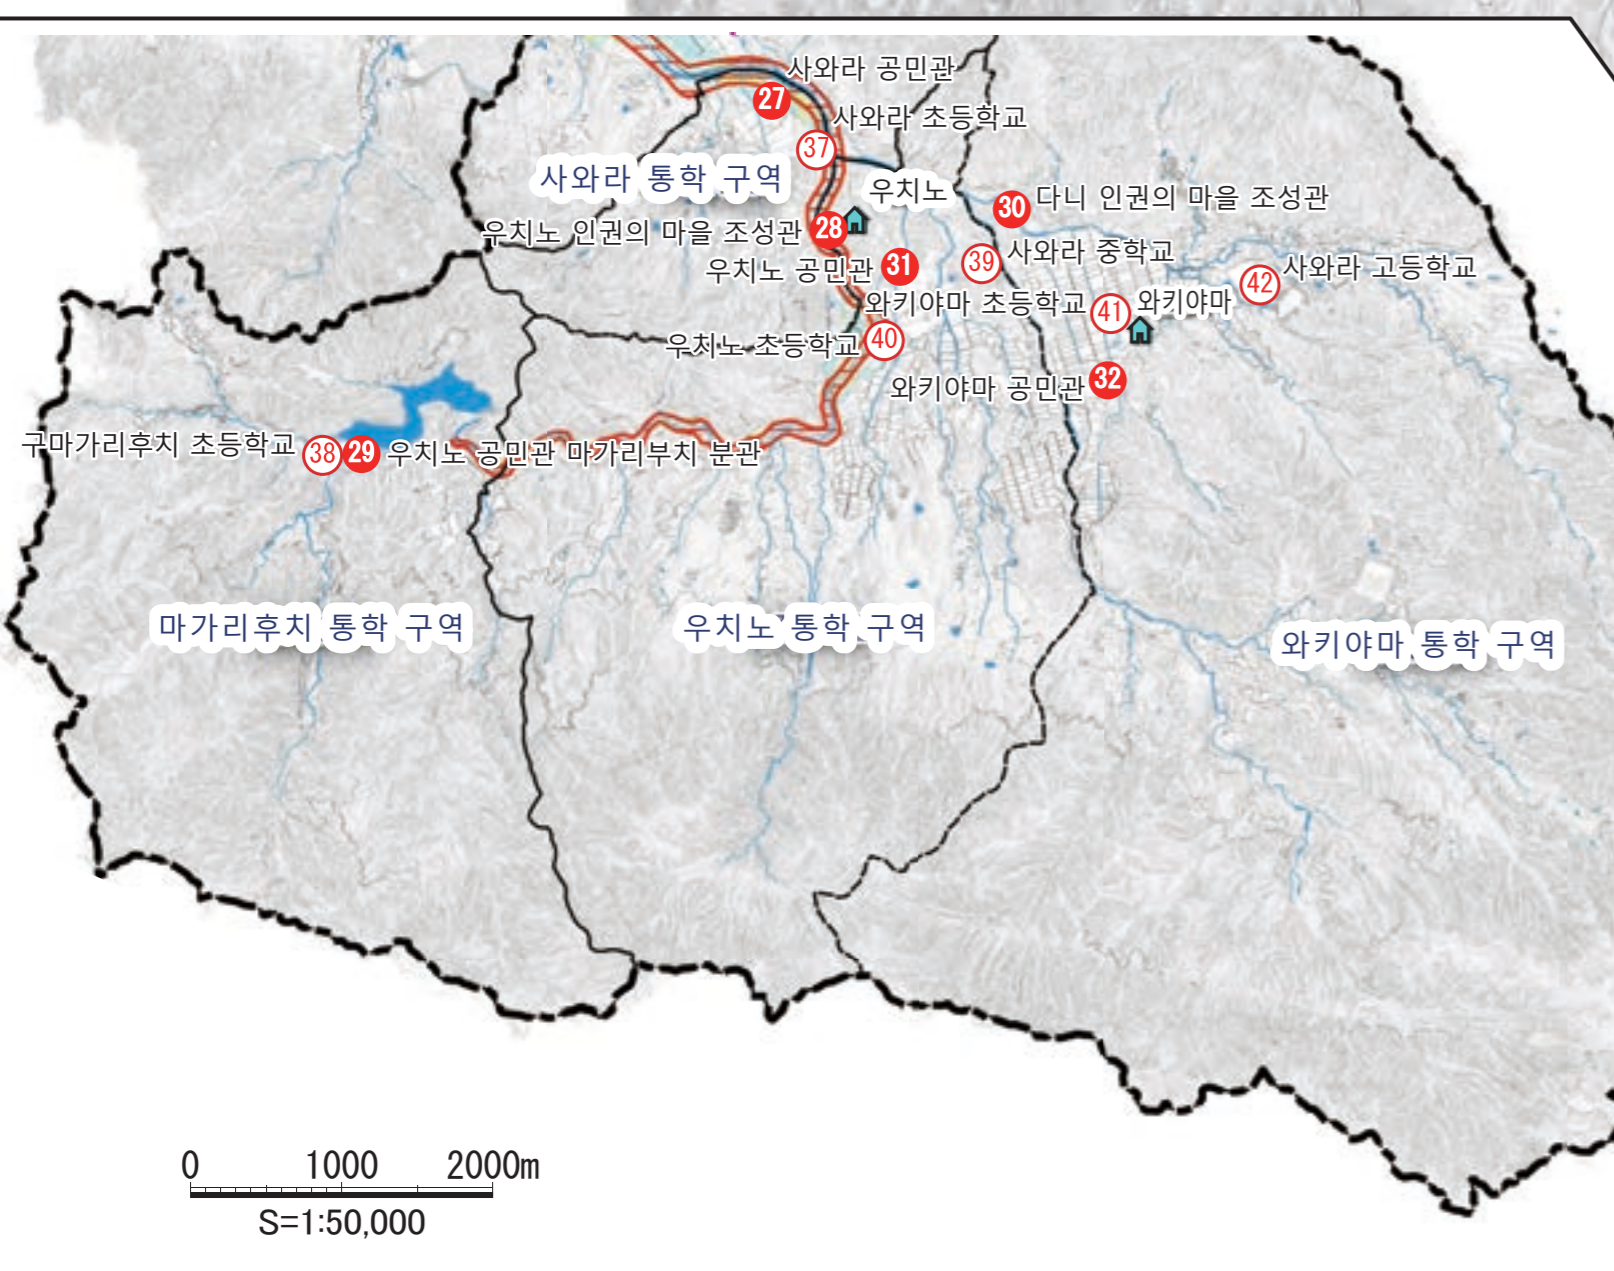 사와라 공민관
27
사와라 초등학교
37
사와라 통학 구역
우치노
30 다니 인권의 마을 조성관
우치노 인권의 마을 조성관 28
39 사와라 중학교
우치노 공민관 31
42 사와라 고등학교
와키야마 초등학교 41 와키야마
우치노 초등학교 40
와키야마 공민관 32
구마가리후치 초등학교 38 29 우치노 공민관 마가리부치 분관
마가리후치 통학 구역
우치노 통학 구역
와키야마 통학 구역
0 1000 2000m
S=1:50,000